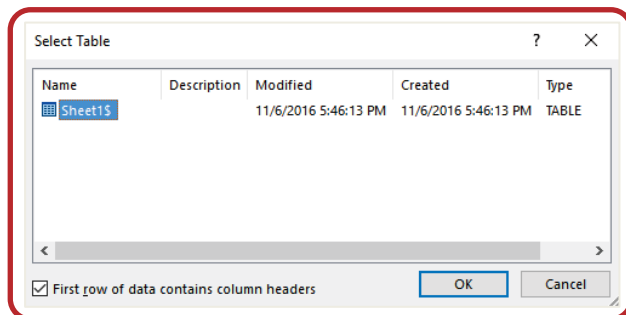 Select Table ? ×
Name Description Modified Created Type
Sheet1$ 11/6/2016 5:46:13 PM 11/6/2016 5:46:13 PM TABLE
First row of data contains column headers OK Cancel